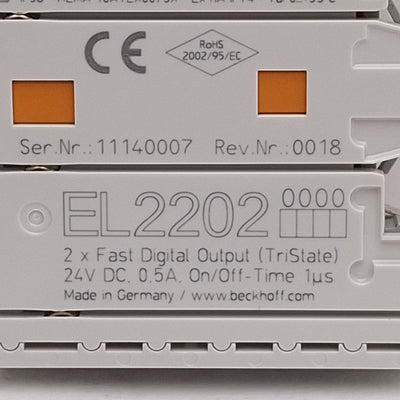 CE
RoHS
2002/95/EC
Ser.Nr.:11140007 Rev.Nr.:0018
EL2202 0000
2 x Fast Digital Output (TriState)
24V DC, 0.5A, On/Off-Time 1µs
Made in Germany / www.beckhoff.com